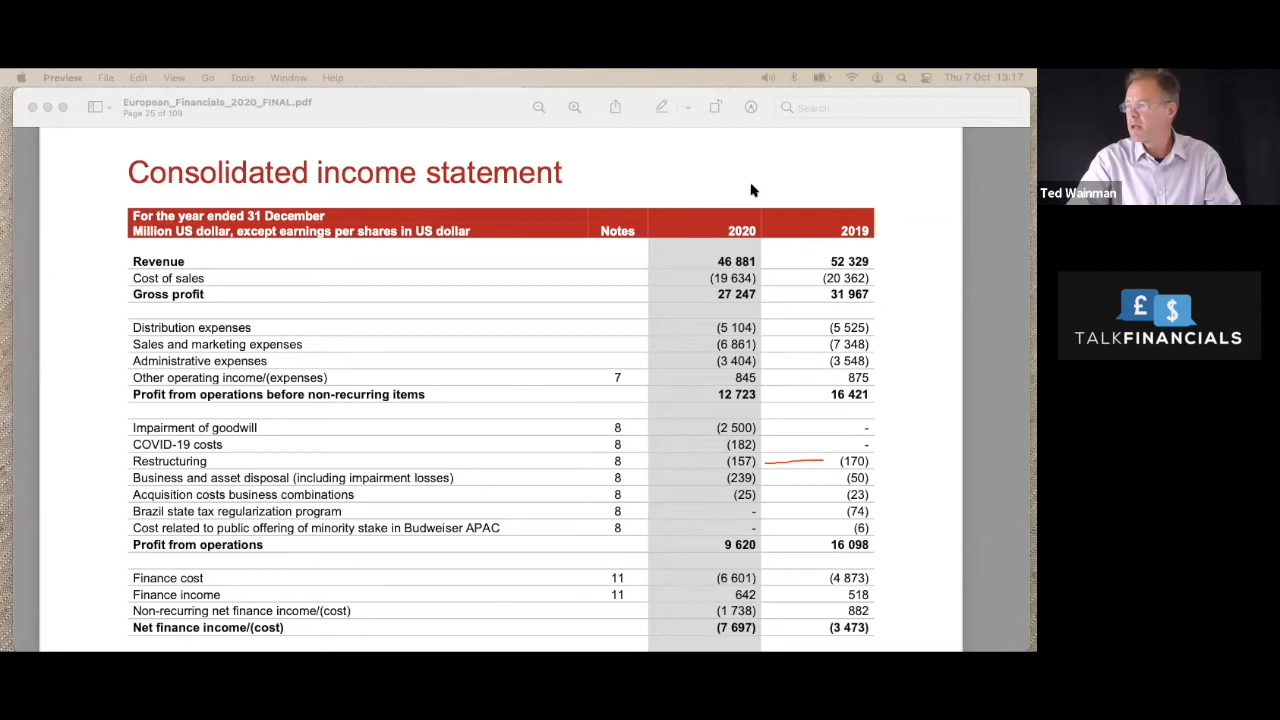 Preview File Edit View Go Tools Window Help Thu 7 Oct 13:17
European_Financials_2020_FINAL.pdf
Page 25 of 109
Search
Ted Wainman
£ $
TALKFINANCIALS
Consolidated income statement
For the year ended 31 December
Million US dollar, except earnings per shares in US dollar Notes 2020 2019
Revenue 46 881 52 329
Cost of sales (19 634) (20 362)
Gross profit 27 247 31 967
Distribution expenses (5 104) (5 525)
Sales and marketing expenses (6 861) (7 348)
Administrative expenses (3 404) (3 548)
Other operating income/(expenses) 7 845 875
Profit from operations before non-recurring items 12 723 16 421
Impairment of goodwill 8 (2 500) -
COVID-19 costs 8 (182) -
Restructuring 8 (157) (170)
Business and asset disposal (including impairment losses) 8 (239) (50)
Acquisition costs business combinations 8 (25) (23)
Brazil state tax regularization program 8 - (74)
Cost related to public offering of minority stake in Budweiser APAC 8 - (6)
Profit from operations 9 620 16 098
Finance cost 11 (6 601) (4 873)
Finance income 11 642 518
Non-recurring net finance income/(cost) (1 738) 882
Net finance income/(cost) (7 697) (3 473)